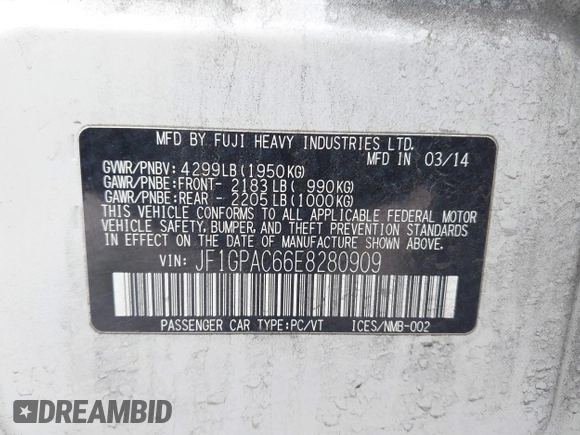 MFD BY FUJI HEAVY INDUSTRIES LTD.
MFD IN 03/14
GVWR/PNBV: 4299LB(1950KG)
GAWR/PNBE:FRONT- 2183LB( 990KG)
GAWR/PNBE:REAR - 2205LB(1000KG)
THIS VEHICLE CONFORMS TO ALL APPLICABLE FEDERAL MOTOR
VEHICLE SAFETY, BUMPER, AND THEFT PREVENTION STANDARDS
IN EFFECT ON THE DATE OF MANUFACTURE SHOWN ABOVE.
VIN: JF1GPAC66E8280909
PASSENGER CAR TYPE:PC/VT ICES/NMB-002
DREAMBID